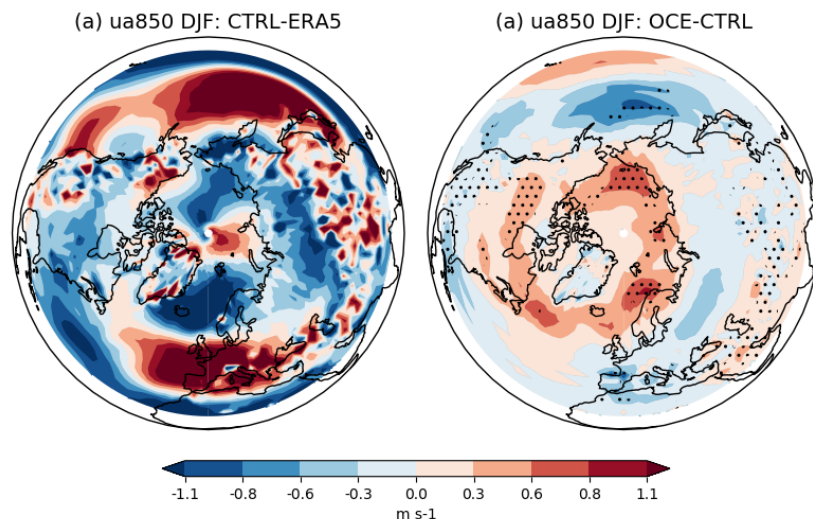 (a) ua850 DJF: CTRL-ERA5
(a) ua850 DJF: OCE-CTRL
-1.1 -0.8 -0.6 -0.3 0.0 0.3 0.6 0.8 1.1
m s-1